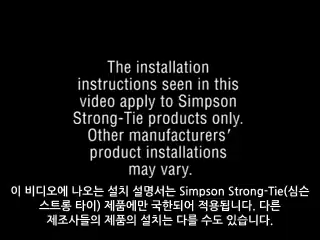 The installation
instructions seen in this
video apply to Simpson
Strong-Tie products only.
Other manufacturers’
product installations
may vary.
이 비디오에 나오는 설치 설명서는 Simpson Strong-Tie(심슨
스트롱 타이) 제품에만 국한되어 적용됩니다. 다른
제조사들의 제품의 설치는 다를 수도 있습니다.